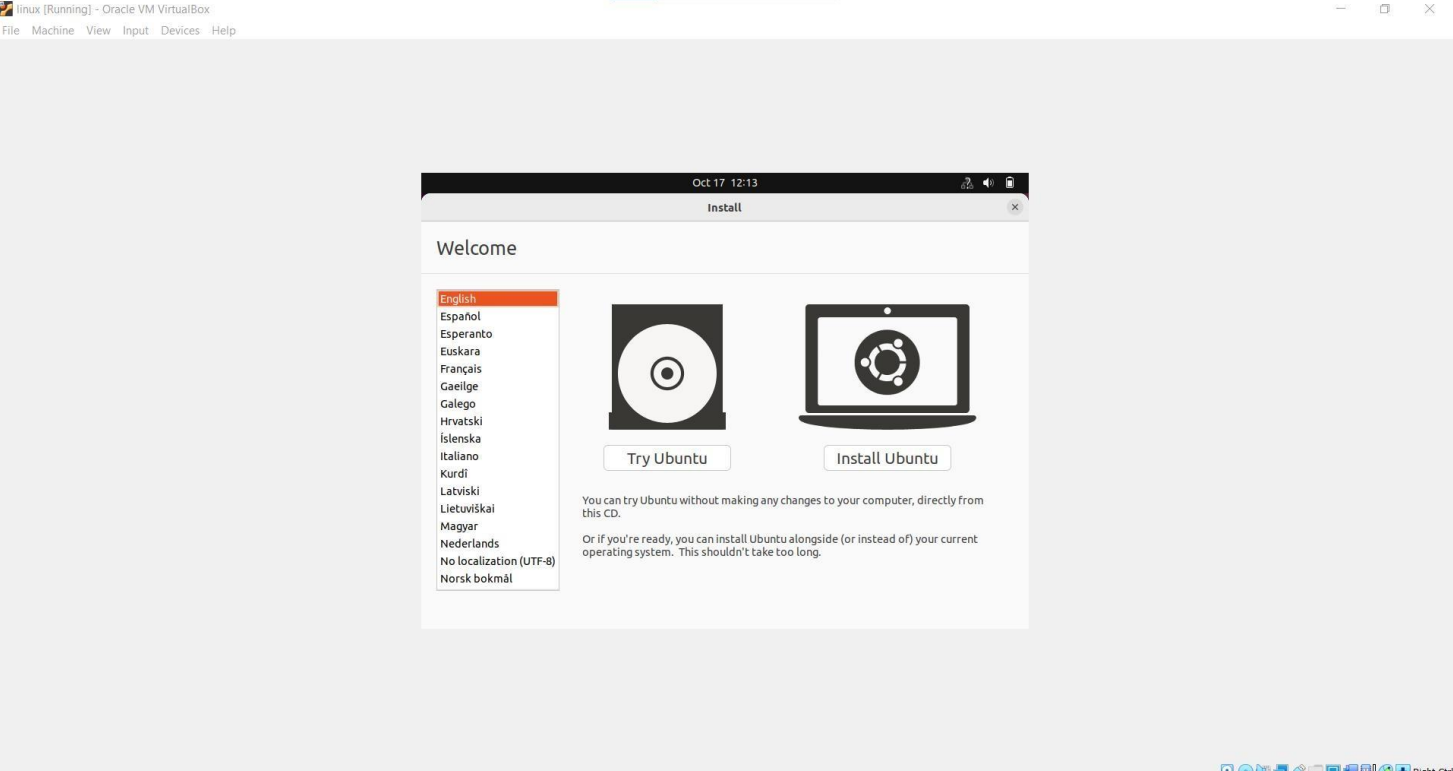 linux [Running] - Oracle VM VirtualBox
File Machine View Input Devices Help
Oct 17 12:13
Install
Welcome
English
Español
Esperanto
Euskara
Français
Gaeilge
Galego
Hrvatski
Íslenska
Italiano
Kurdî
Latviski
Lietuviškai
Magyar
Nederlands
No localization (UTF-8)
Norsk bokmål
Try Ubuntu
Install Ubuntu
You can try Ubuntu without making any changes to your computer, directly from
this CD.
Or if you're ready, you can install Ubuntu alongside (or instead of) your current
operating system. This shouldn't take too long.